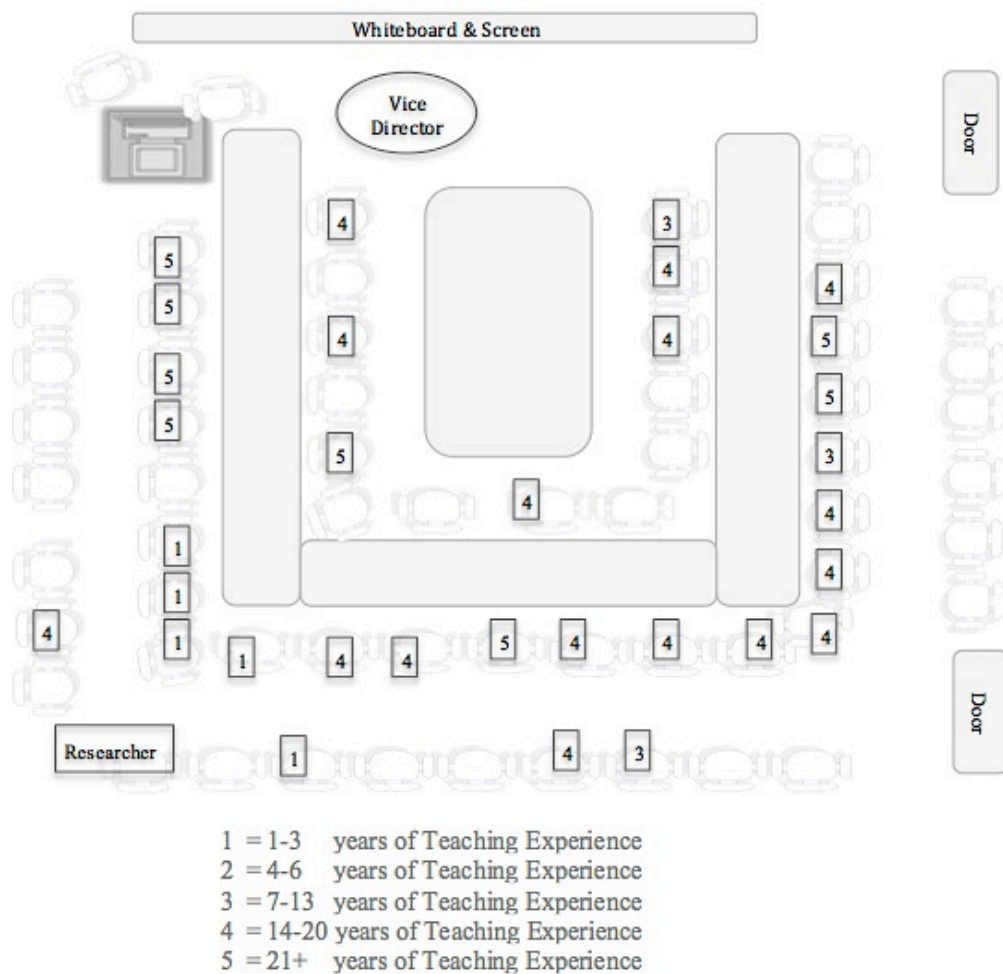 Whiteboard & Screen
Vice
Director
Door
4
3
5
4
4
5
4
4
5
5
5
5
5
3
4
4
1
4
1
4
1
1
4
4
5
4
4
4
4
Door
Researcher
1
4
3
1 = 1-3 years of Teaching Experience
2 = 4-6 years of Teaching Experience
3 = 7-13 years of Teaching Experience
4 = 14-20 years of Teaching Experience
5 = 21+ years of Teaching Experience